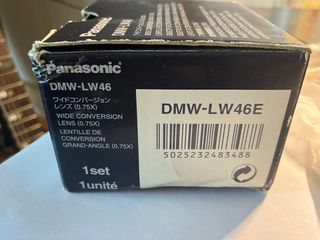 Panasonic
DMW-LW46
ワイドコンバージョン
レンズ (0.75X)
WIDE CONVERSION
LENS (0.75X)
LENTILLE DE
CONVERSION
GRAND-ANGLE (0.75X)
1set
1unité
DMW-LW46E
5025232483488